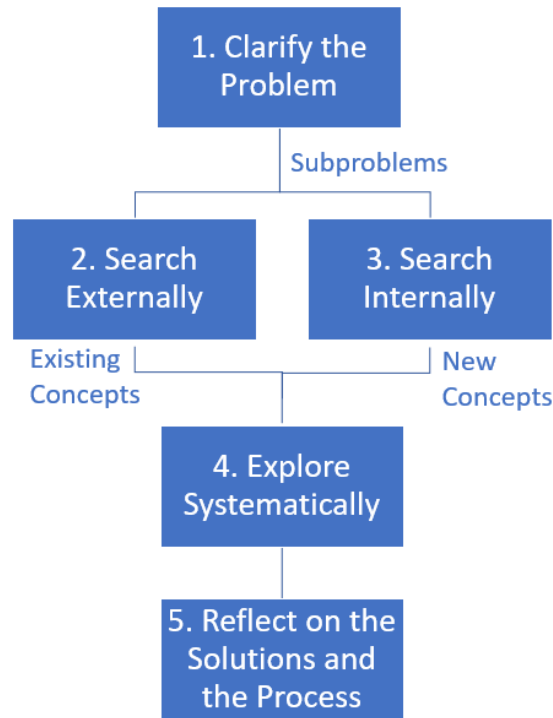 1. Clarify the
Problem
Subproblems
2. Search
Externally
3. Search
Internally
Existing
Concepts
New
Concepts
4. Explore
Systematically
5. Reflect on the
Solutions and
the Process